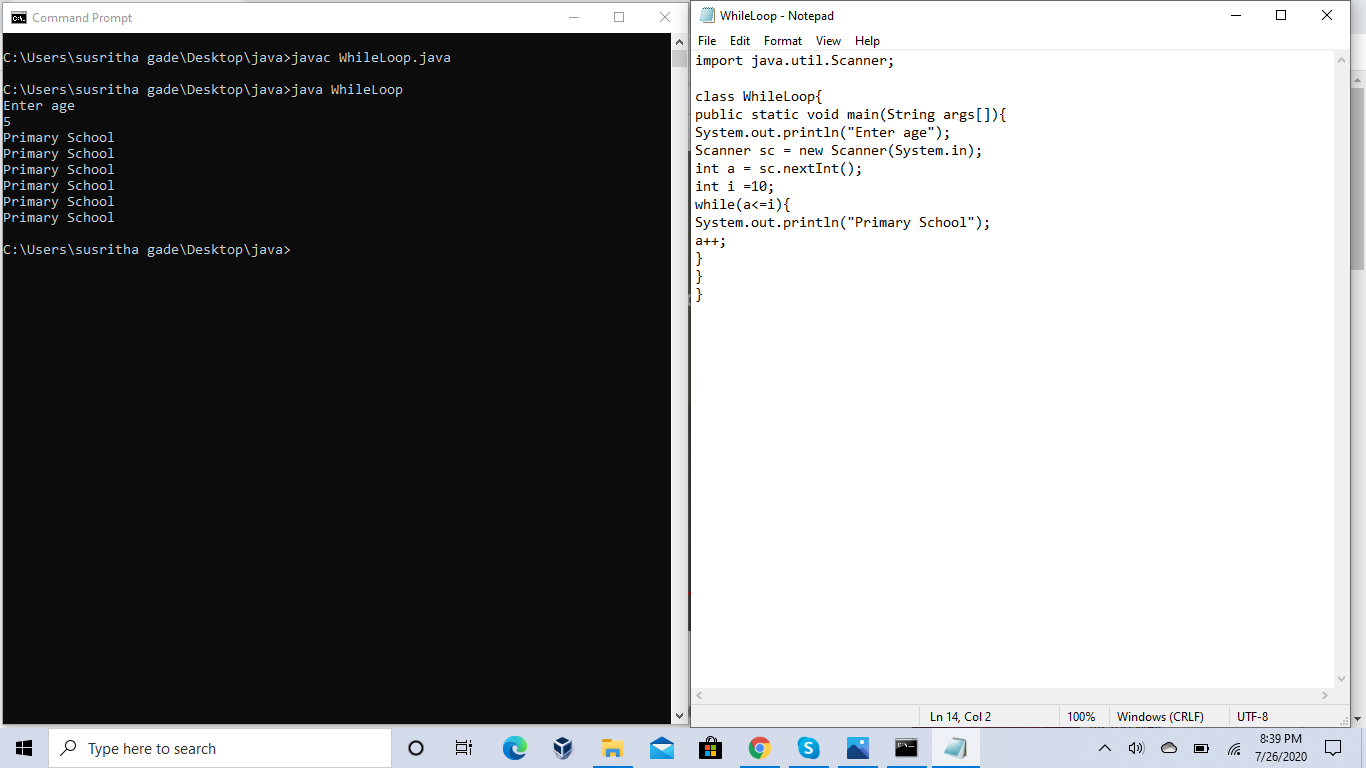 Command Prompt
C:\Users\susritha gade\Desktop\java>javac WhileLoop.java
C:\Users\susritha gade\Desktop\java>java WhileLoop
Enter age
5
Primary School
Primary School
Primary School
Primary School
Primary School
Primary School
C:\Users\susritha gade\Desktop\java>
WhileLoop - Notepad
File Edit Format View Help
import java.util.Scanner;
class WhileLoop{
public static void main(String args[]){
System.out.println("Enter age");
Scanner sc = new Scanner(System.in);
int a = sc.nextInt();
int i =10;
while(a<=i){
System.out.println("Primary School");
a++;
}
}
}
Ln 14, Col 2 100% Windows (CRLF) UTF-8
Type here to search
8:39 PM
7/26/2020